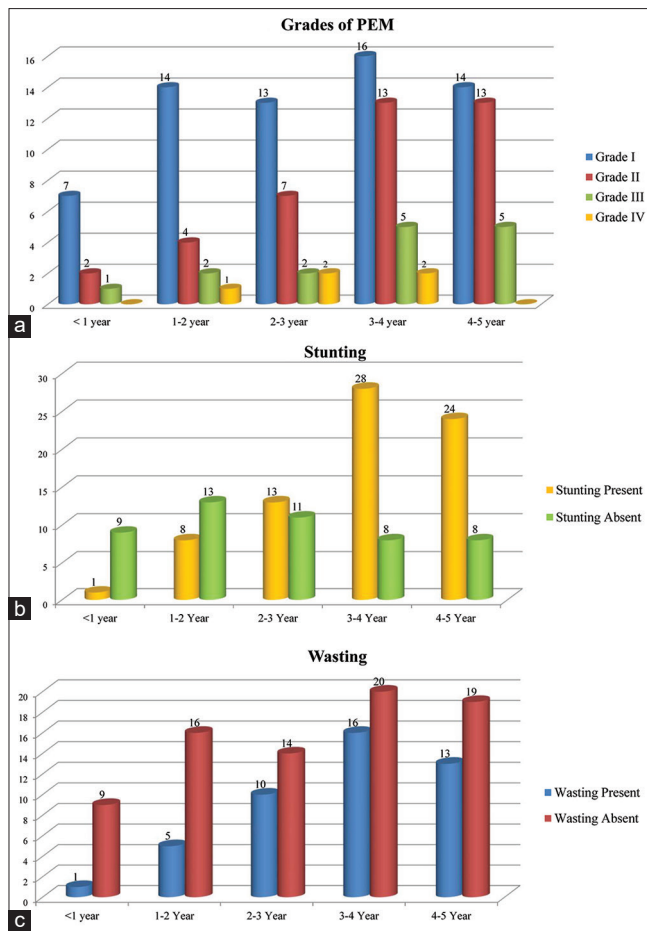 Grades of PEM
16
14
12
10
8
6
4
2
0
7
2
1
14
4
2
1
13
7
2
2
16
13
5
2
14
13
5
< 1 year
1-2 year
2-3 year
3-4 year
4-5 year
Grade I
Grade II
Grade III
Grade IV
a
Stunting
30
25
20
15
10
5
0
1
9
8
13
13
11
28
8
24
8
<1 year
1-2 Year
2-3 Year
3-4 Year
4-5 Year
Stunting Present
Stunting Absent
b
Wasting
20
18
16
14
12
10
8
6
4
2
0
1
9
5
16
10
14
16
20
13
19
<1 year
1-2 Year
2-3 Year
3-4 Year
4-5 Year
Wasting Present
Wasting Absent
c